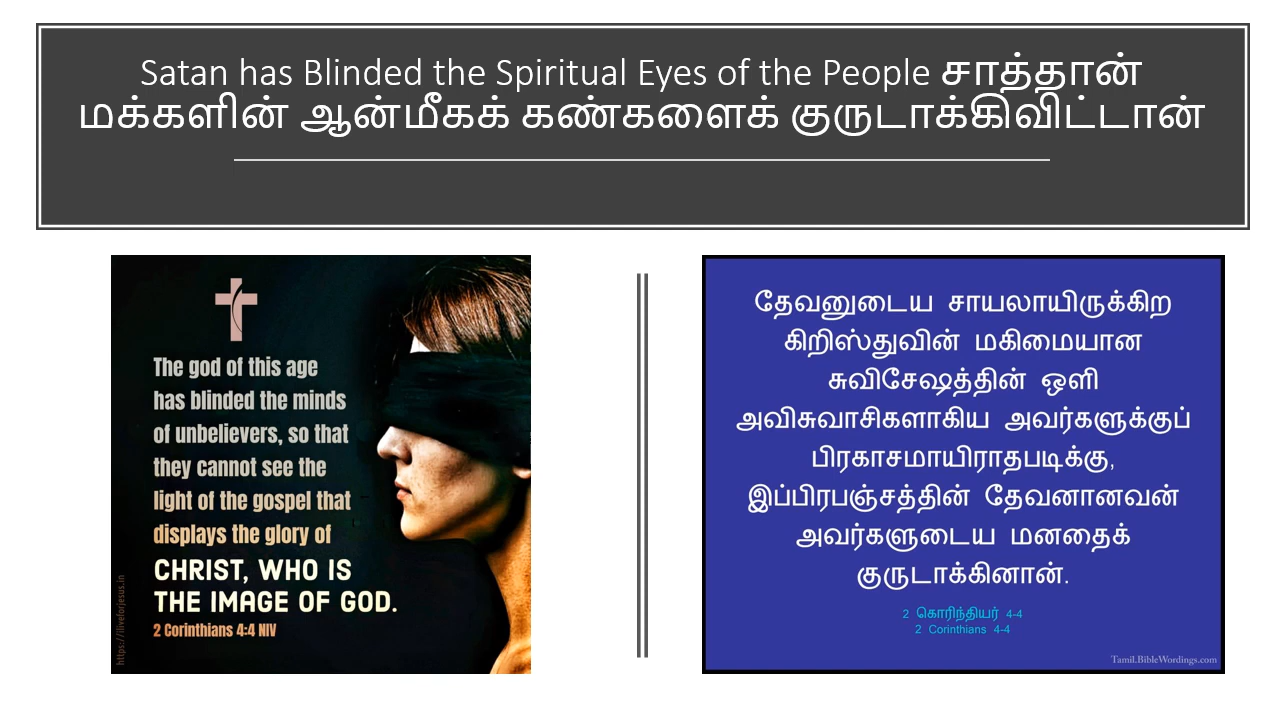 Satan has Blinded the Spiritual Eyes of the People சாத்தான்
மக்களின் ஆன்மீகக் கண்களைக் குருடாக்கிவிட்டான்
The god of this age
has blinded the minds
of unbelievers, so that
they cannot see the
light of the gospel that
displays the glory of
CHRIST, WHO IS
THE IMAGE OF GOD.
2 Corinthians 4:4 NIV
https://iliveforjesus.in
தேவனுடைய சாயலாயிருக்கிற
கிறிஸ்துவின் மகிமையான
சுவிசேஷத்தின் ஒளி
அவிசுவாசிகளாகிய அவர்களுக்குப்
பிரகாசமாயிராதபடிக்கு,
இப்பிரபஞ்சத்தின் தேவனானவன்
அவர்களுடைய மனதைக்
குருடாக்கினான்.
2 கொரிந்தியர் 4-4
2 Corinthians 4-4
Tamil.BibleWordings.com